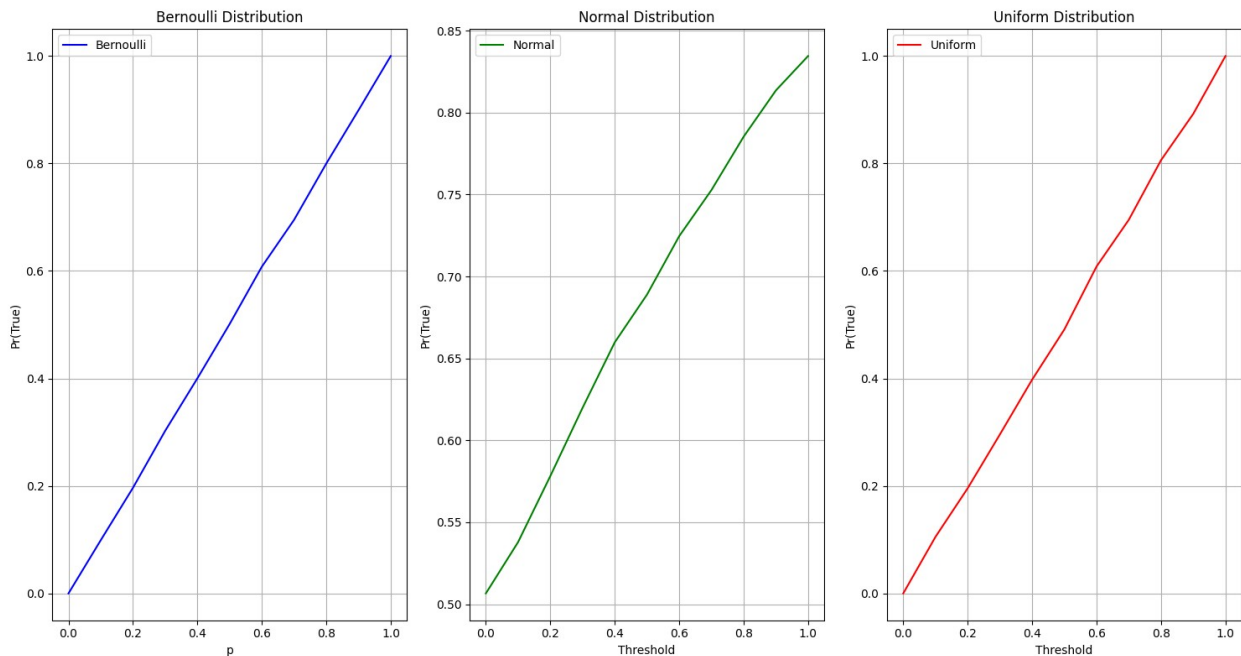 Bernoulli Distribution
Bernoulli
1.0
0.8
0.6
0.4
0.2
0.0
Pr(True)
0.0 0.2 0.4 0.6 0.8 1.0
p
Normal Distribution
Normal
0.85
0.80
0.75
0.70
0.65
0.60
0.55
0.50
Pr(True)
0.0 0.2 0.4 0.6 0.8 1.0
Threshold
Uniform Distribution
Uniform
1.0
0.8
0.6
0.4
0.2
0.0
Pr(True)
0.0 0.2 0.4 0.6 0.8 1.0
Threshold